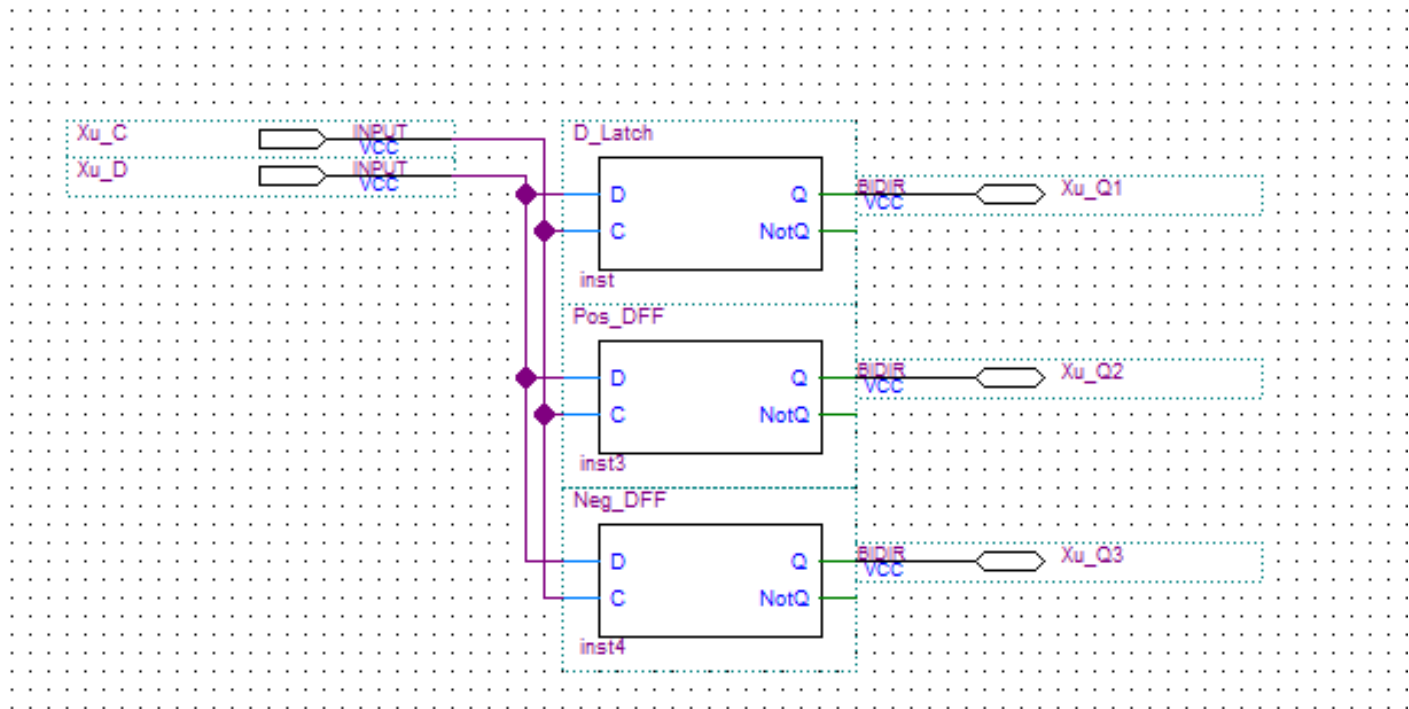 Xu_C INPUT
VCC
Xu_D INPUT
VCC
D_Latch
D Q BIDIR Xu_Q1
VCC
C NotQ
inst
Pos_DFF
D Q BIDIR Xu_Q2
VCC
C NotQ
inst3
Neg_DFF
D Q BIDIR Xu_Q3
VCC
C NotQ
inst4